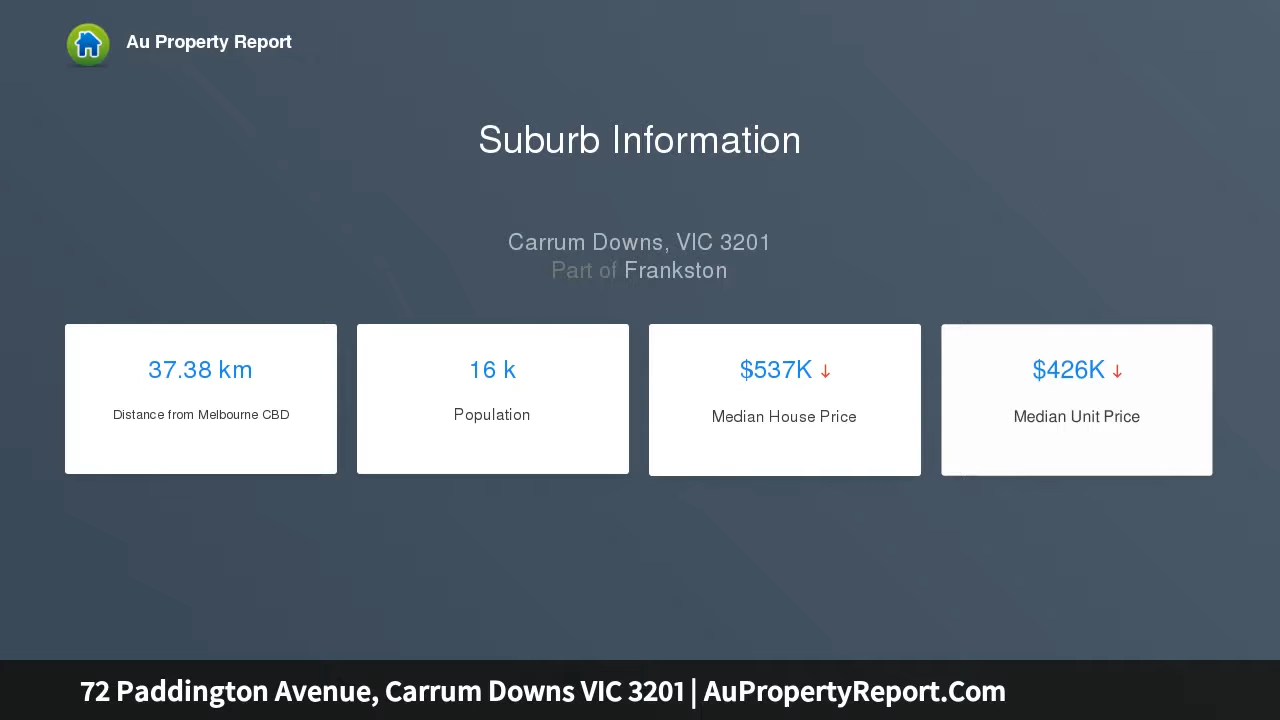 Au Property Report
Suburb Information
Carrum Downs, VIC 3201
Part of Frankston
37.38 km
Distance from Melbourne CBD
16 k
Population
$537K ↓
Median House Price
$426K ↓
Median Unit Price
72 Paddington Avenue, Carrum Downs VIC 3201 | AuPropertyReport.Com